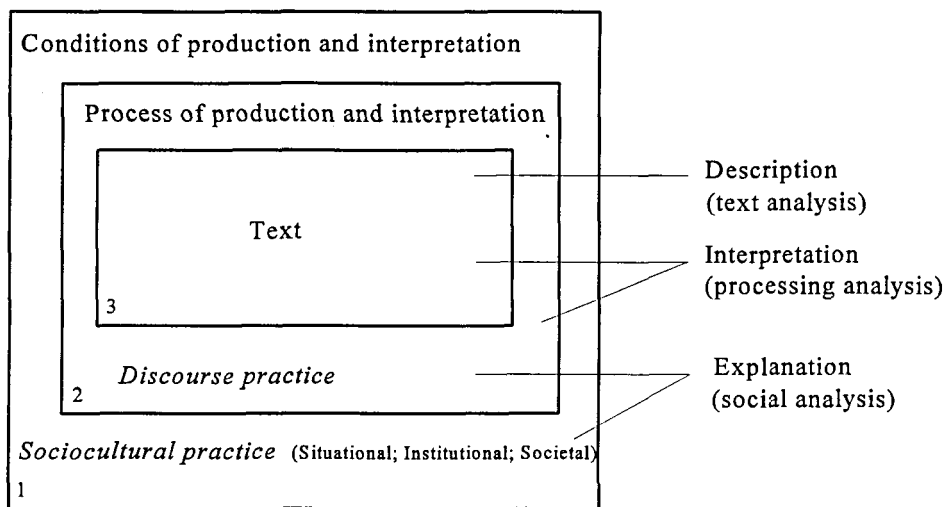 Conditions of production and interpretation
Process of production and interpretation
Description
(text analysis)
Text
Interpretation
(processing analysis)
3
Explanation
(social analysis)
Discourse practice
2
Sociocultural practice (Situational; Institutional; Societal)
1